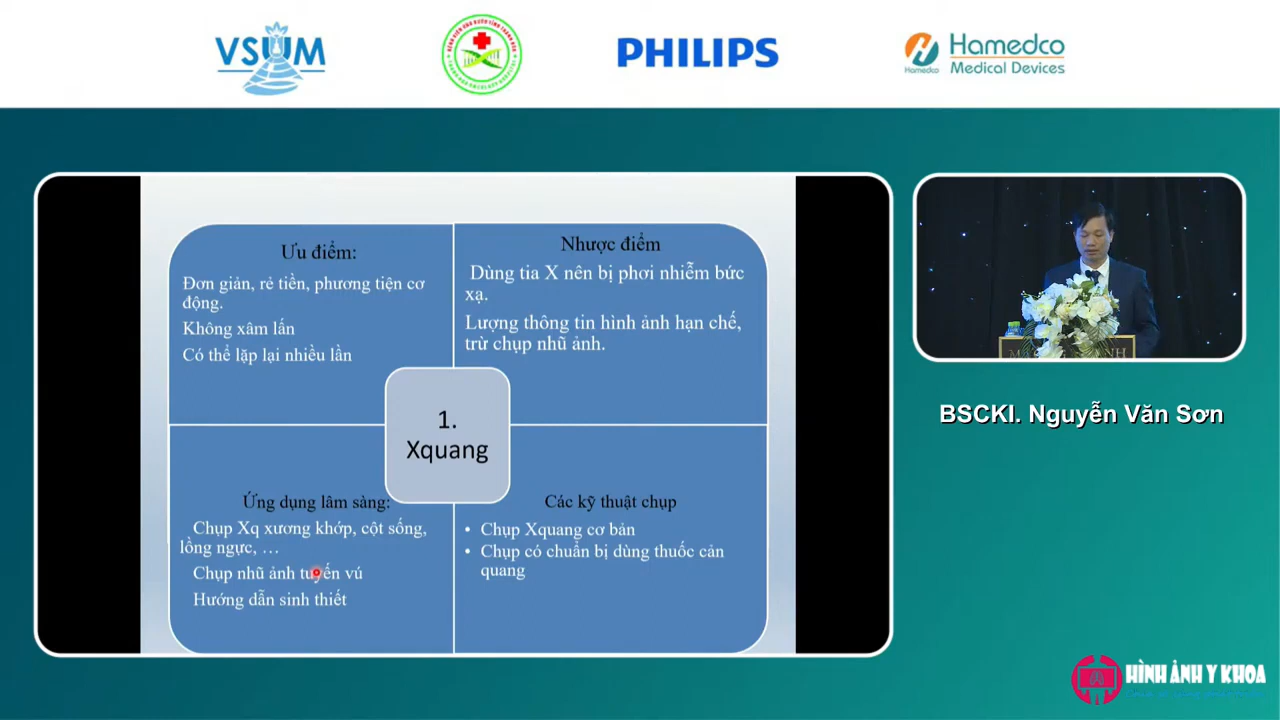 VSUM
PHILIPS
Hamedco
Hamedco
Medical Devices
Ưu điểm:
Đơn giản, rẻ tiền, phương tiện cơ
động.
Không xâm lấn
Có thể lặp lại nhiều lần
Nhược điểm
Dùng tia X nên bị phơi nhiễm bức
xạ.
Lượng thông tin hình ảnh hạn chế,
trừ chụp nhũ ảnh.
1.
Xquang
Ứng dụng lâm sàng:
Chụp Xq xương khớp, cột sống,
lồng ngực, …
Chụp nhũ ảnh tuyến vú
Hướng dẫn sinh thiết
Các kỹ thuật chụp
• Chụp Xquang cơ bản
• Chụp có chuẩn bị dùng thuốc cản
quang
BSCKI. Nguyễn Văn Sơn
HÌNH ẢNH Y KHOA